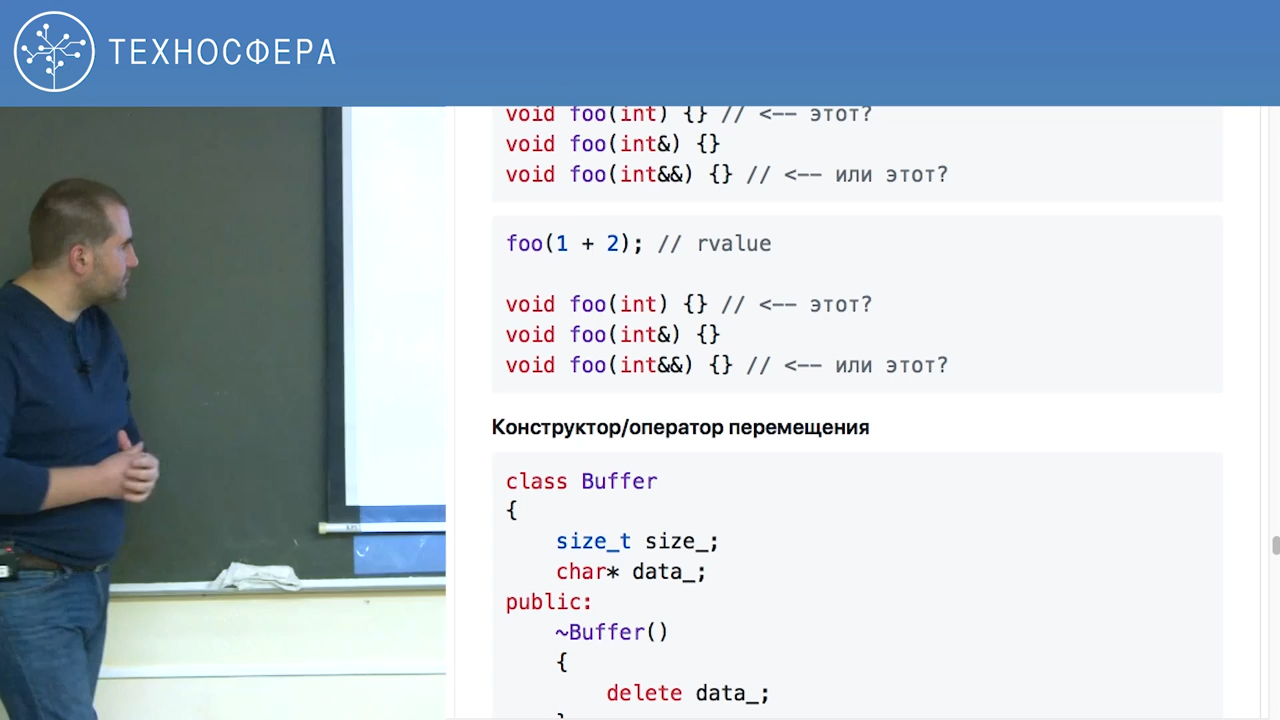 ТЕХНОСФЕРА
void foo(int) {} // <-- этот?
void foo(int&) {}
void foo(int&&) {} // <-- или этот?
foo(1 + 2); // rvalue
void foo(int) {} // <-- этот?
void foo(int&) {}
void foo(int&&) {} // <-- или этот?
Конструктор/оператор перемещения
class Buffer
{
size_t size_;
char* data_;
public:
~Buffer()
{
delete data_;
}